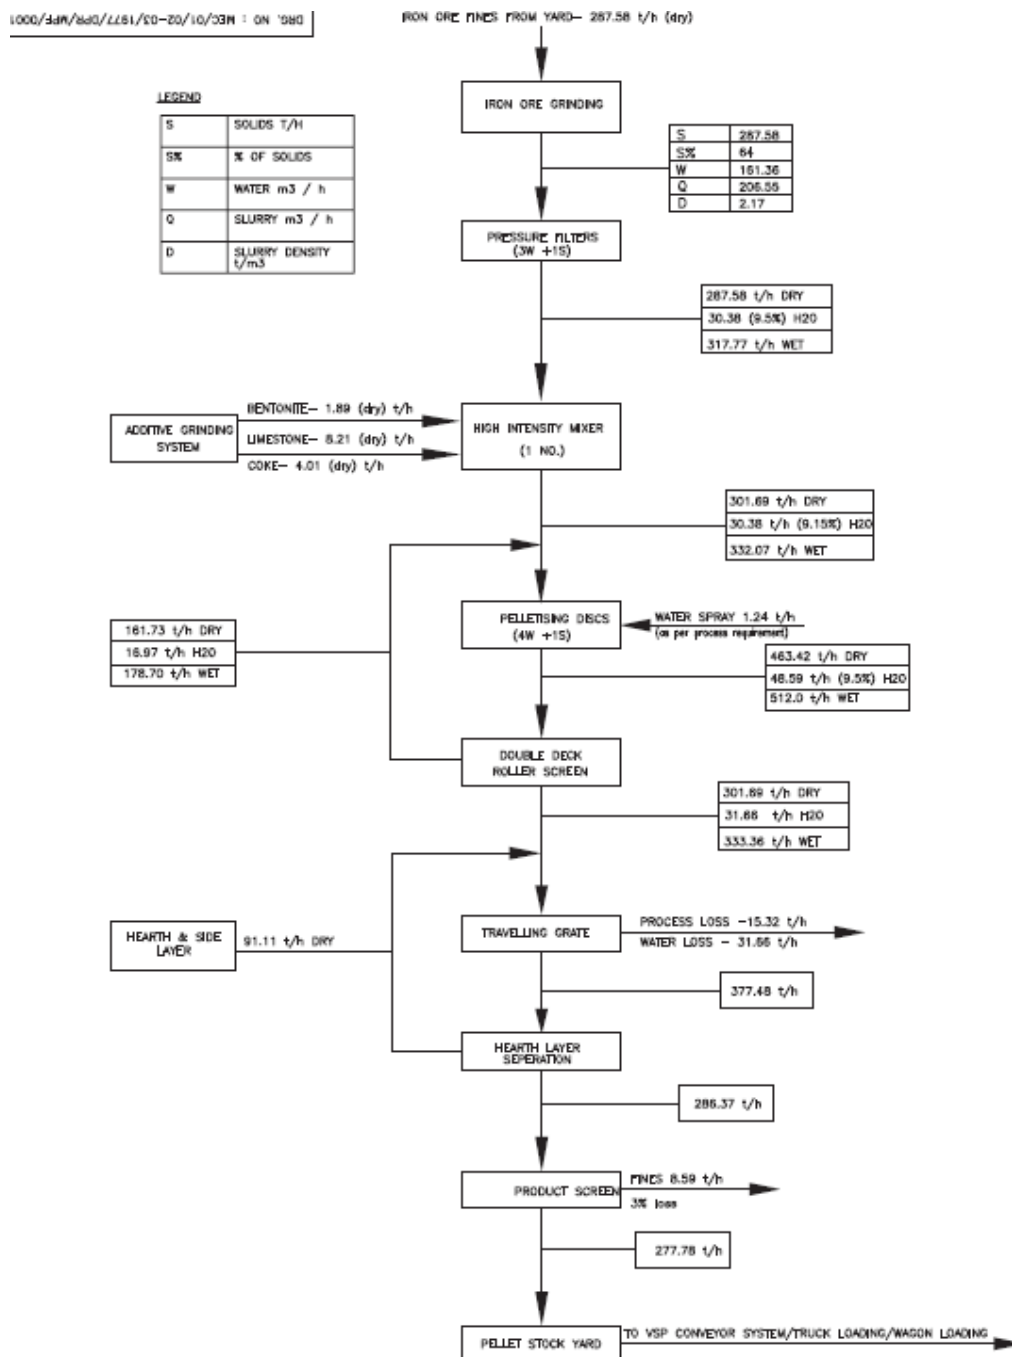 DRG. NO : MEC/01/02-03/1977/DPR/MPF/0001
IRON ORE FINES FROM YARD- 287.58 t/h (dry)
LEGEND
S SOLIDS T/H
S% % OF SOLIDS
W WATER m3 / h
Q SLURRY m3 / h
D SLURRY DENSITY
t/m3
IRON ORE GRINDING
S 287.58
S% 64
W 161.36
Q 206.55
D 2.17
PRESSURE FILTERS
(3W +1S)
287.58 t/h DRY
30.38 (9.5%) H20
317.77 t/h WET
ADDITIVE GRINDING
SYSTEM
BENTONITE- 1.89 (dry) t/h
LIMESTONE- 8.21 (dry) t/h
COKE- 4.01 (dry) t/h
HIGH INTENSITY MIXER
(1 NO.)
301.69 t/h DRY
30.38 t/h (9.15%) H20
332.07 t/h WET
161.73 t/h DRY
16.97 t/h H20
178.70 t/h WET
PELLETISING DISCS
(4W +1S)
WATER SPRAY 1.24 t/h
(as per process requirement)
463.42 t/h DRY
48.59 t/h (9.5%) H20
512.0 t/h WET
DOUBLE DECK
ROLLER SCREEN
301.69 t/h DRY
31.66 t/h H20
333.36 t/h WET
HEARTH & SIDE
LAYER
91.11 t/h DRY
TRAVELLING GRATE
PROCESS LOSS -15.32 t/h
WATER LOSS - 31.66 t/h
377.48 t/h
HEARTH LAYER
SEPERATION
286.37 t/h
PRODUCT SCREEN
FINES 8.59 t/h
3% loss
277.78 t/h
PELLET STOCK YARD
TO VSP CONVEYOR SYSTEM/TRUCK LOADING/WAGON LOADING